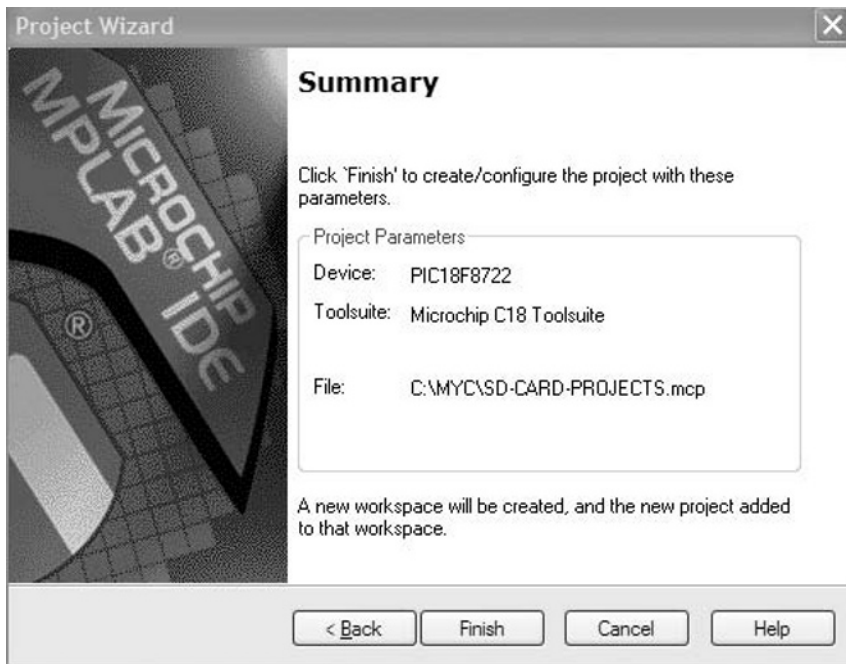 Project Wizard
MICROCHIP
MPLAB® IDE
®
Summary
Click `Finish' to create/configure the project with these
parameters.
Project Parameters
Device: PIC18F8722
Toolsuite: Microchip C18 Toolsuite
File: C:\MYC\SD-CARD-PROJECTS.mcp
A new workspace will be created, and the new project added
to that workspace.
< Back Finish Cancel Help